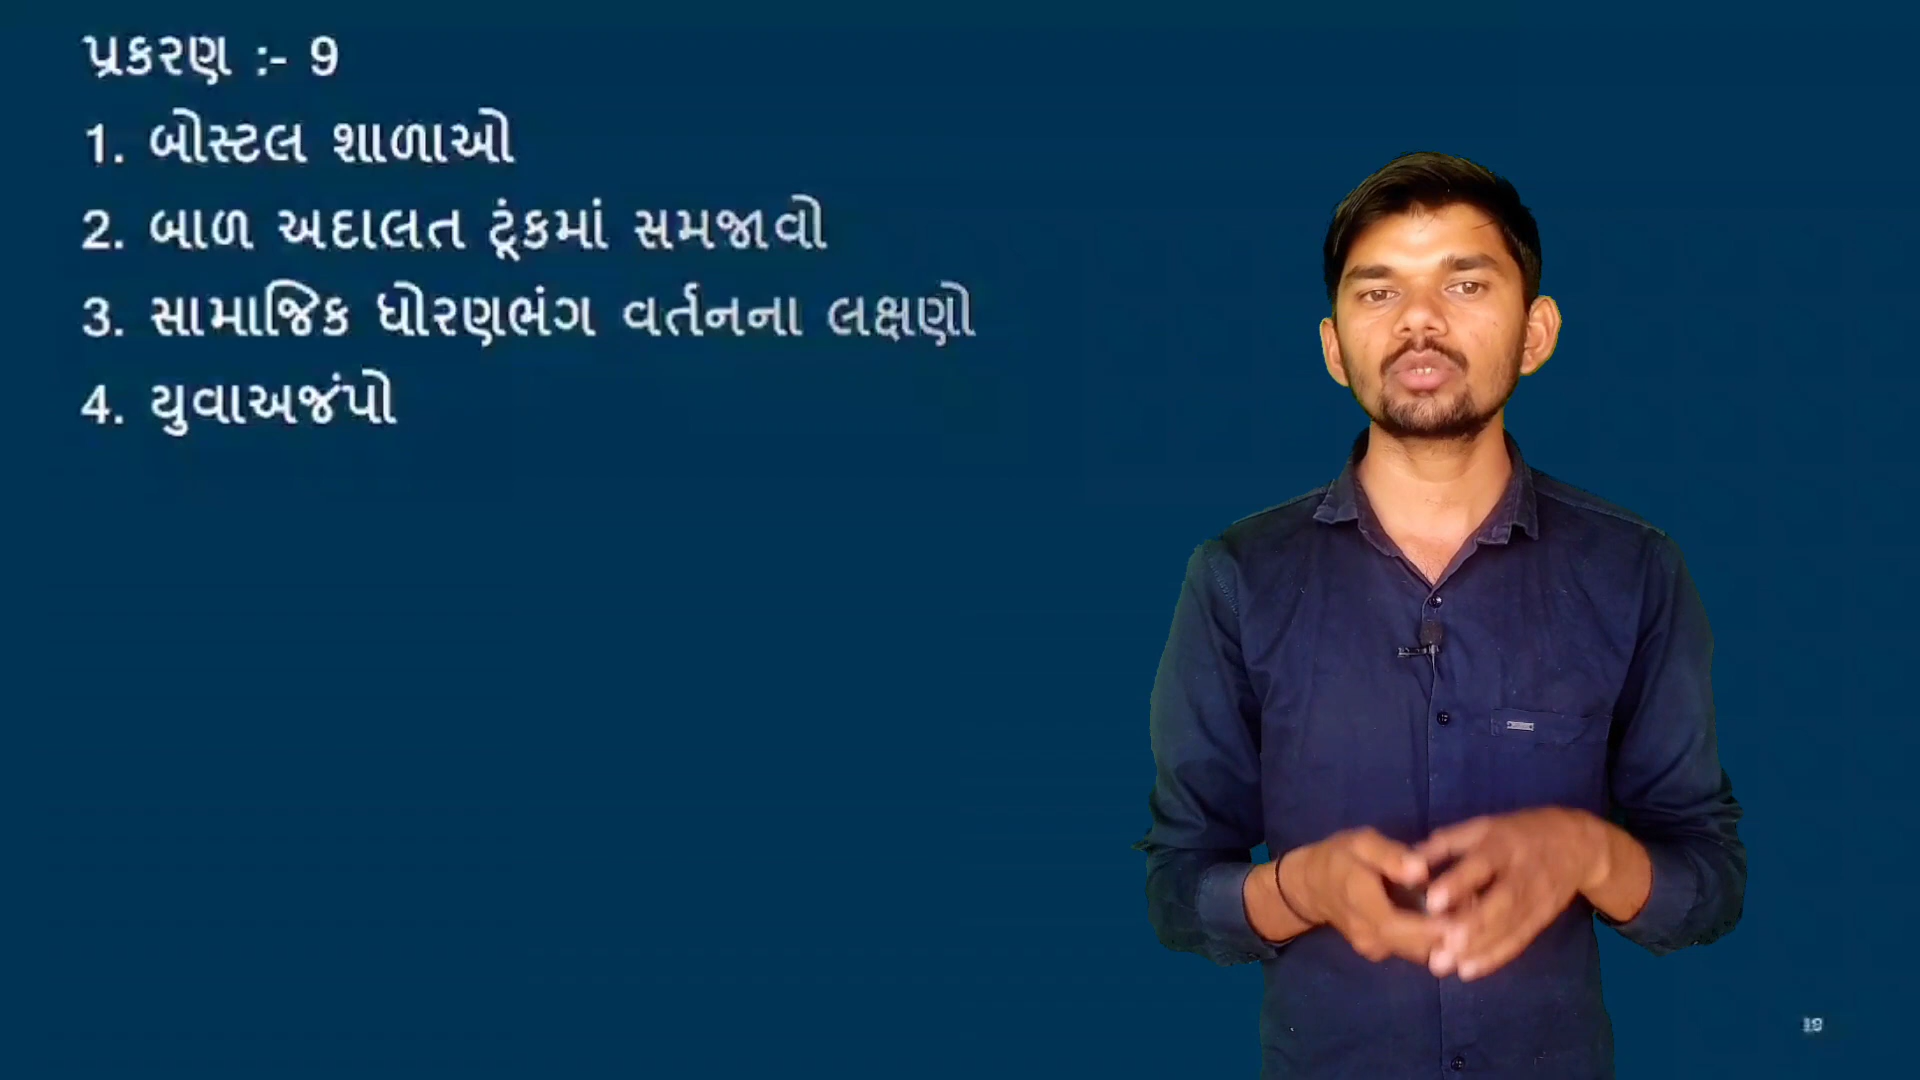 પ્રકરણ :- 9
1. બોસ્ટલ શાળાઓ
2. બાળ અદાલત ટૂંકમાં સમજાવો
3. સામાજિક ધોરણભંગ વર્તનના લક્ષણો
4. યુવાઅજંપો